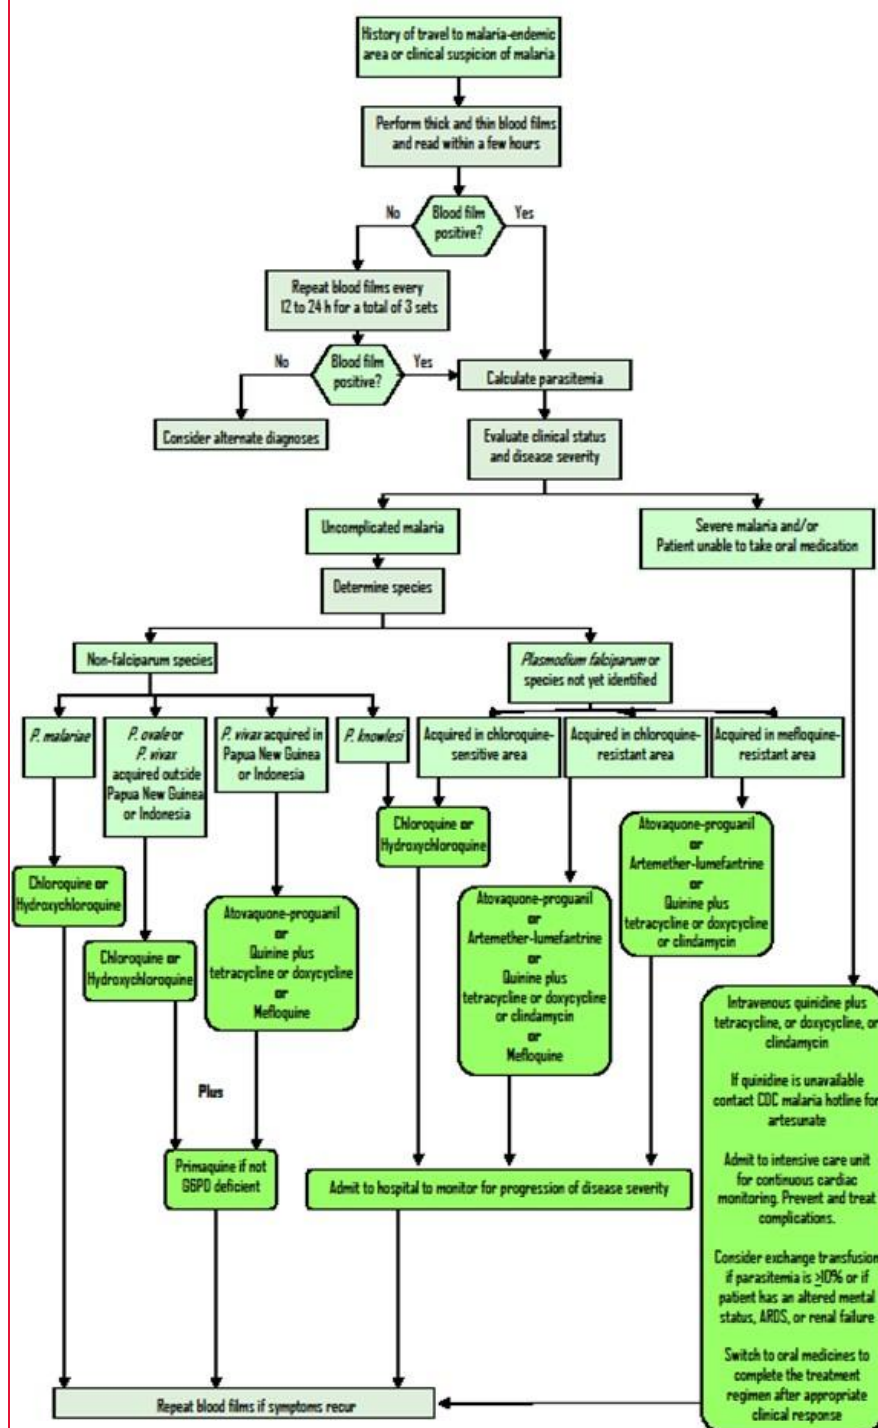 History of travel to malaria-endemic
area or clinical suspicion of malaria
Perform thick and thin blood films
and read within a few hours
No
Blood film
positive?
Yes
Repeat blood films every
12 to 24 h for a total of 3 sets
No
Blood film
positive?
Yes
Calculate parasitemia
Consider alternate diagnoses
Evaluate clinical status
and disease severity
Uncomplicated malaria
Severe malaria and/or
Patient unable to take oral medication
Determine species
Non-falciparum species
Plasmodium falciparum or
species not yet identified
P. malariae
P. ovale or
P. vivax
acquired outside
Papua New Guinea
or Indonesia
P. vivax acquired in
Papua New Guinea
or Indonesia
P. knowlesi
Acquired in chloroquine-
sensitive area
Acquired in chloroquine-
resistant area
Acquired in mefloquine-
resistant area
Chloroquine or
Hydroxychloroquine
Chloroquine or
Hydroxychloroquine
Atovaquone-proguanil
or
Quinine plus
tetracycline or doxycycline
or
Mefloquine
Chloroquine or
Hydroxychloroquine
Atovaquone-proguanil
or
Artemether-lumefantrine
or
Quinine plus
tetracycline or doxycycline
or clindamycin
or
Mefloquine
Atovaquone-proguanil
or
Artemether-lumefantrine
or
Quinine plus
tetracycline or doxycycline
or clindamycin
Plus
Primaquine if not
G6PD deficient
Admit to hospital to monitor for progression of disease severity
Intravenous quinidine plus
tetracycline, or doxycycline, or
clindamycin
If quinidine is unavailable
contact CDC malaria hotline for
artesunate
Admit to intensive care unit
for continuous cardiac
monitoring. Prevent and treat
complications.
Consider exchange transfusion
if parasitemia is ≥10% or if
patient has an altered mental
status, ARDS, or renal failure
Switch to oral medicines to
complete the treatment
regimen after appropriate
clinical response
Repeat blood films if symptoms recur